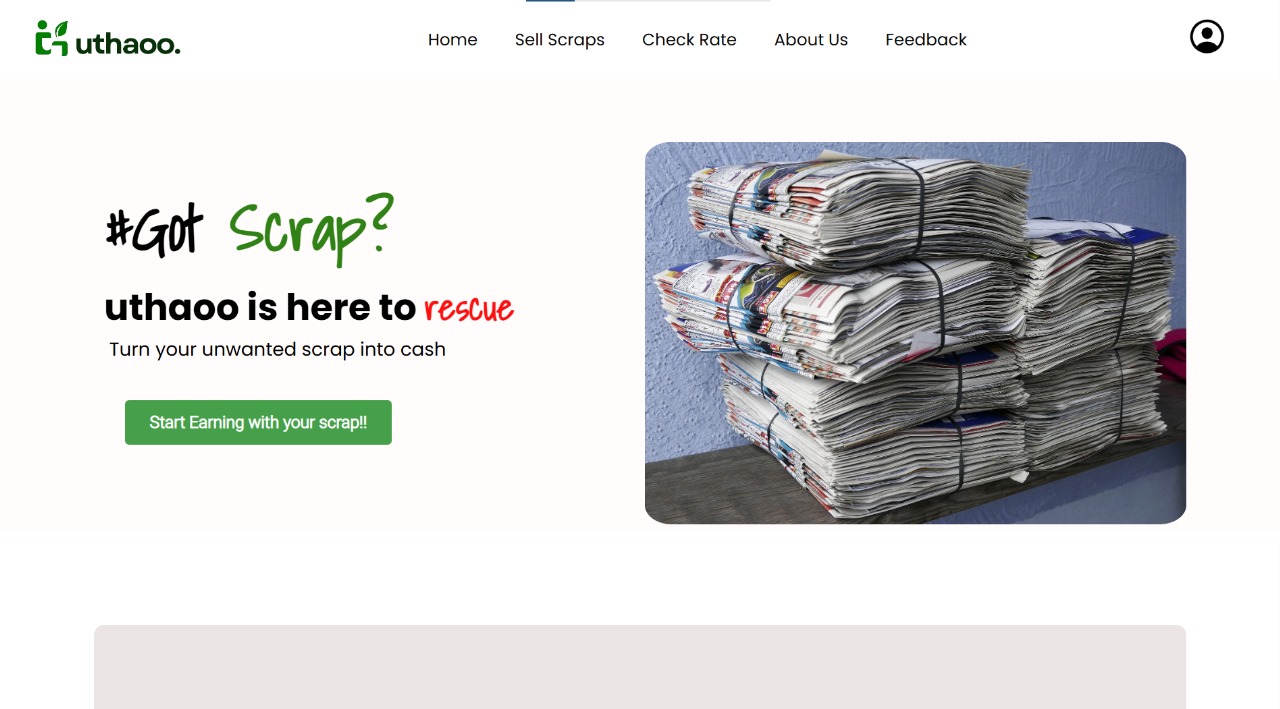 uthaoo.
Home Sell Scraps Check Rate About Us Feedback
#Got Scrap?
uthaoo is here to rescue
Turn your unwanted scrap into cash
Start Earning with your scrap!!